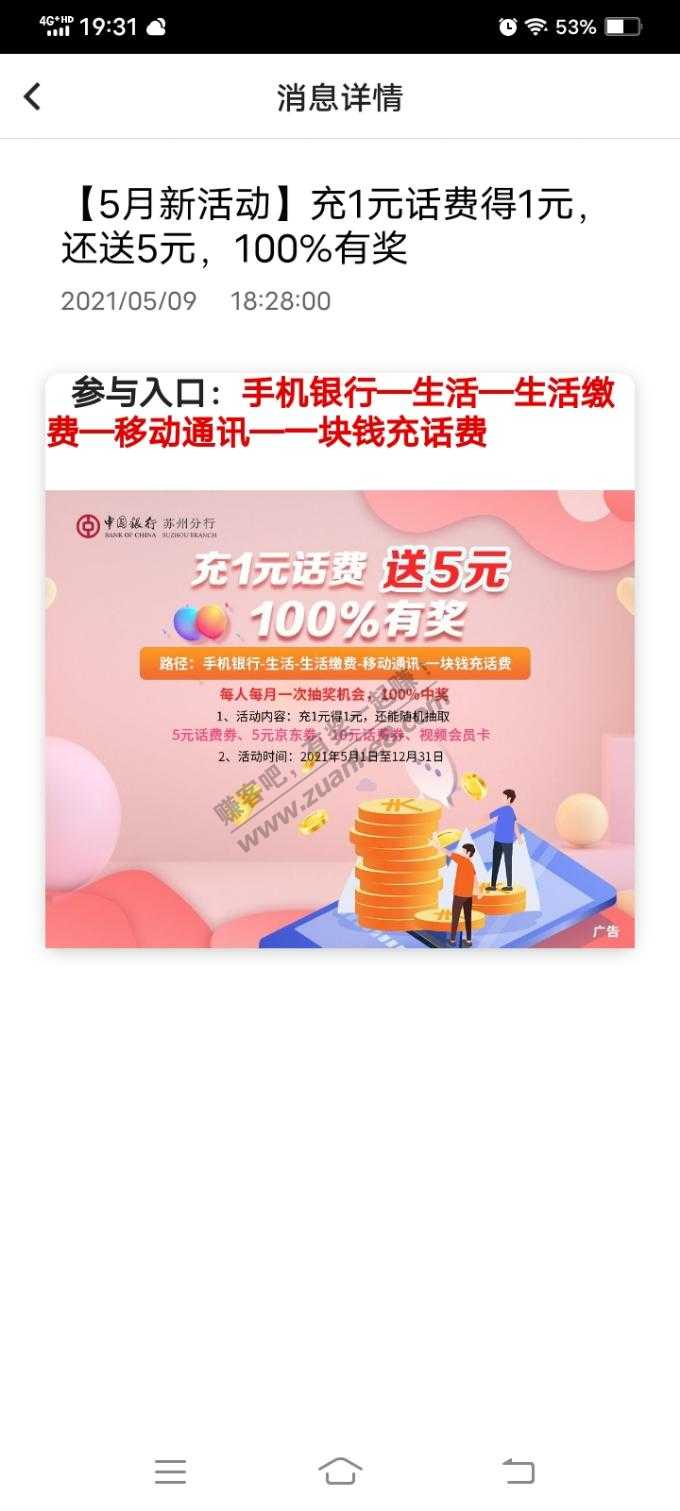 4G+HD 19:31 53%
消息详情
【5月新活动】充1元话费得1元，
还送5元，100%有奖
2021/05/09 18:28:00
参与入口：手机银行—生活—生活缴
费—移动通讯—一块钱充话费
中国银行 苏州分行
BANK OF CHINA SUZHOU BRANCH
充1元话费 送5元
100%有奖
路径：手机银行-生活-生活缴费-移动通讯-一块钱充话费
每人每月一次抽奖机会，100%中奖
1、活动内容：充1元得1元，还能随机抽取
5元话费券、5元京东券、10元话费券、视频会员卡
2、活动时间：2021年5月1日至12月31日
赚客吧，有奖一起赚！
www.zuanke8.com
广告